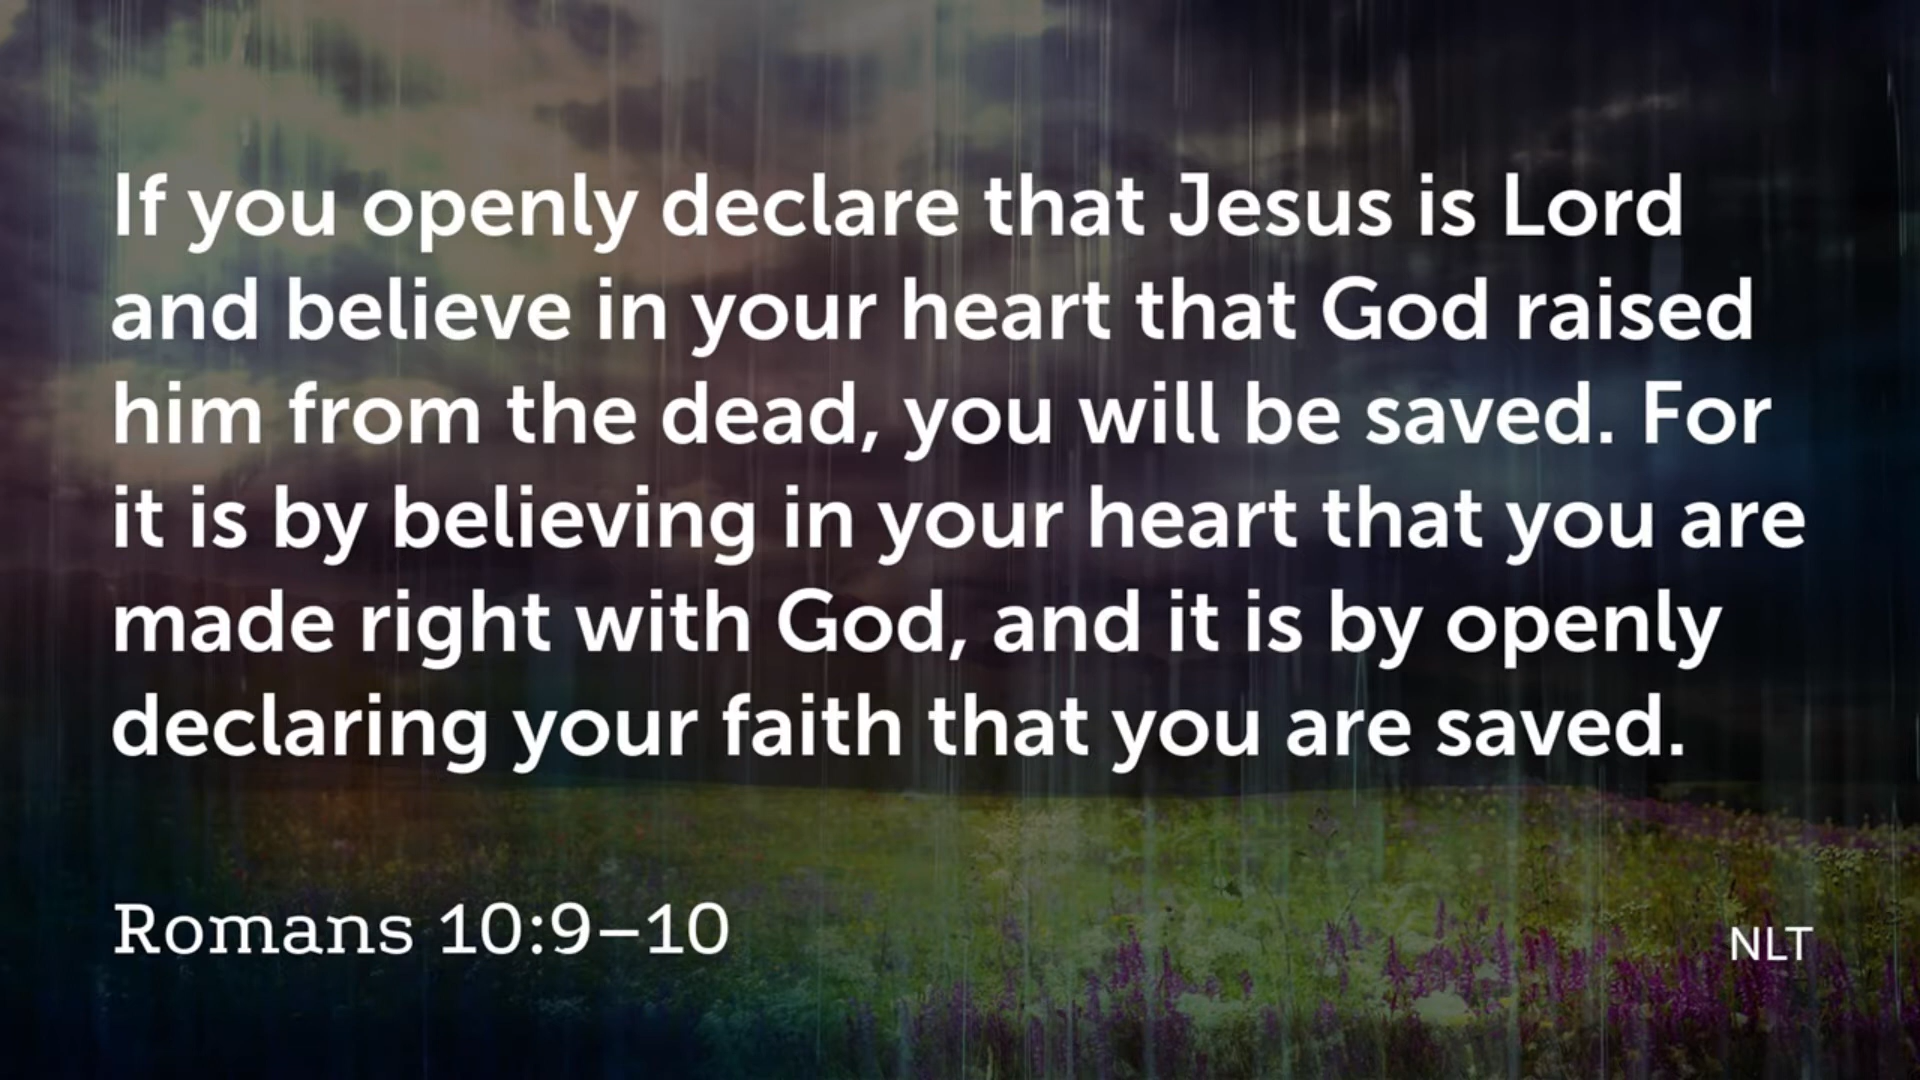 If you openly declare that Jesus is Lord
and believe in your heart that God raised
him from the dead, you will be saved. For
it is by believing in your heart that you are
made right with God, and it is by openly
declaring your faith that you are saved.
Romans 10:9–10
NLT